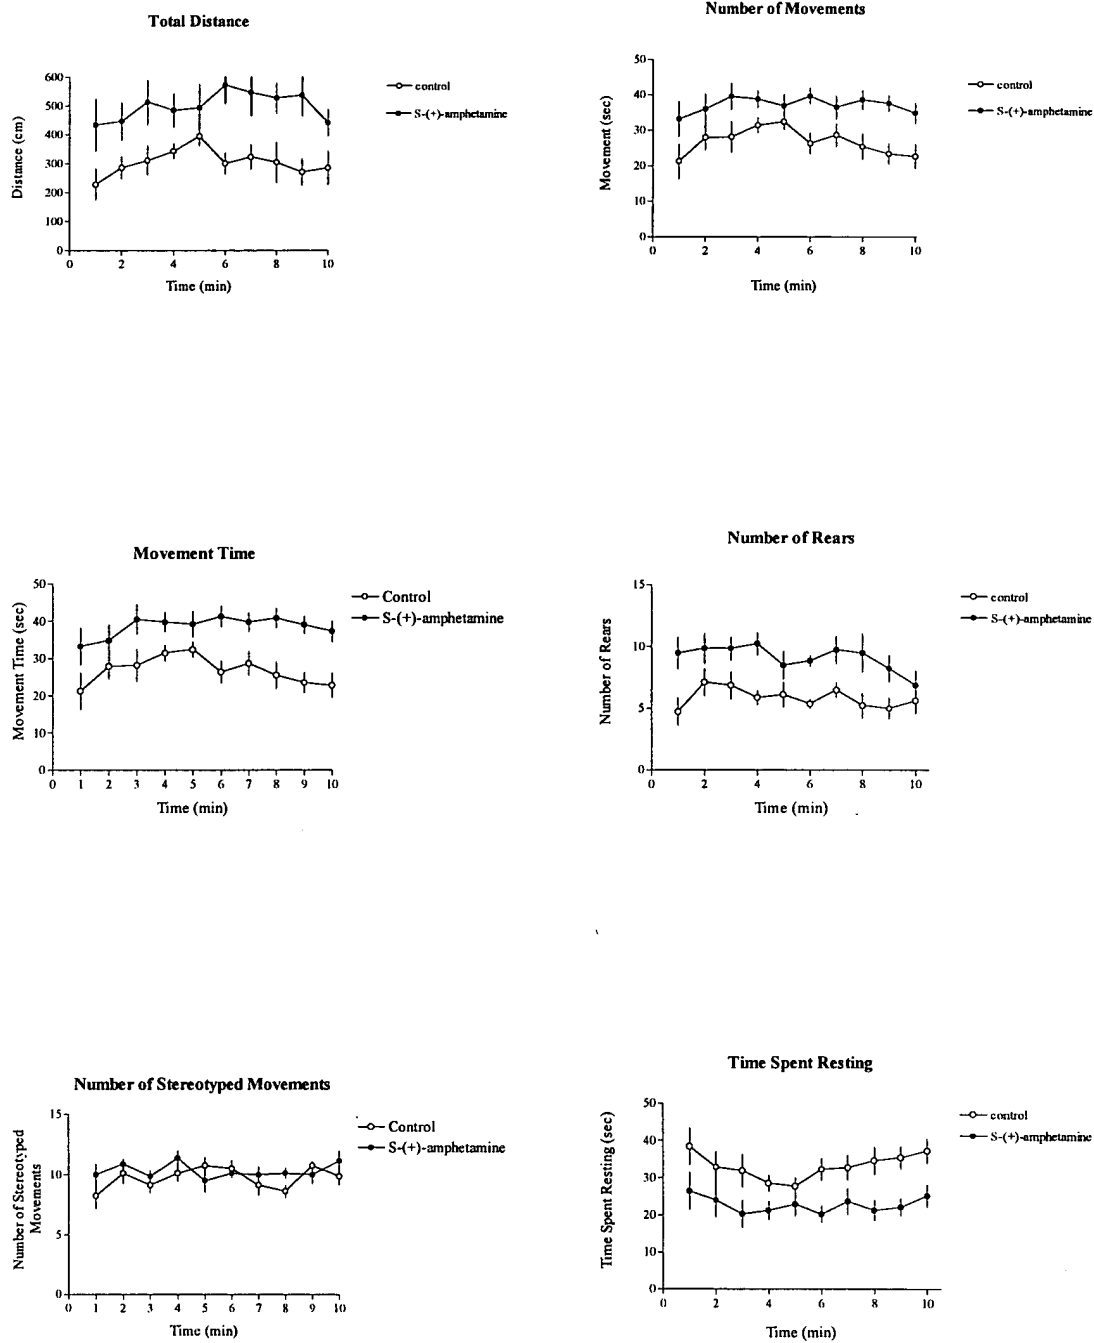 Total Distance
600
500
400
300
200
100
0
Distance (cm)
0 2 4 6 8 10
Time (min)
control
S-(+)-amphetamine
Number of Movements
50
40
30
20
10
0
Movement (sec)
0 2 4 6 8 10
Time (min)
control
S-(+)-amphetamine
Movement Time
50
40
30
20
10
0
Movement Time (sec)
0 1 2 3 4 5 6 7 8 9 10
Time (min)
Control
S-(+)-amphetamine
Number of Rears
15
10
5
0
Number of Rears
0 2 4 6 8 10
Time (min)
control
S-(+)-amphetamine
Number of Stereotyped Movements
15
10
5
0
Number of Stereotyped
Movements
0 1 2 3 4 5 6 7 8 9 10
Time (min)
Control
S-(+)-amphetamine
Time Spent Resting
50
40
30
20
10
0
Time Spent Resting (sec)
0 2 4 6 8 10
Time (min)
control
S-(+)-amphetamine